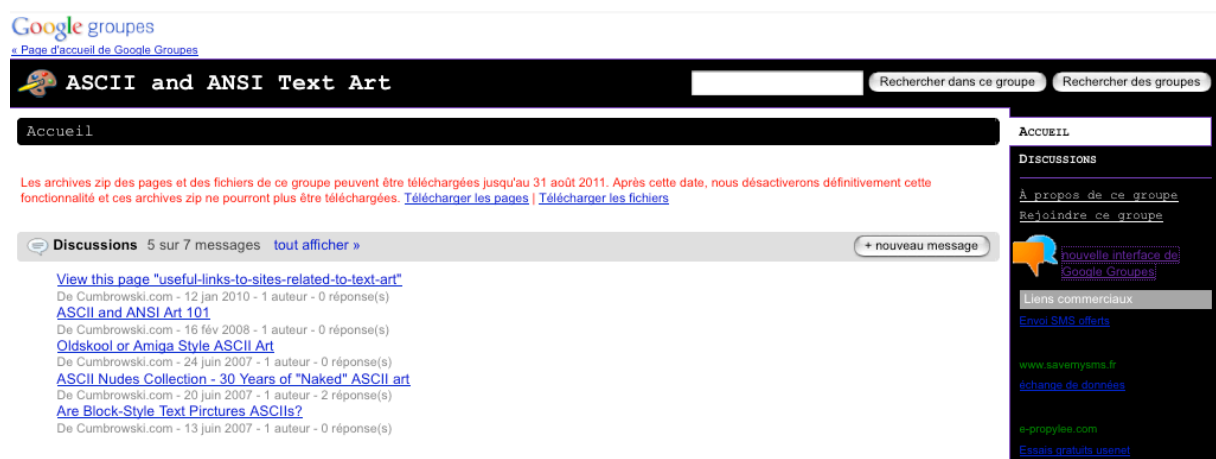 Google groupes
« Page d'accueil de Google Groupes
ASCII and ANSI Text Art
Rechercher dans ce groupe
Rechercher des groupes
Accueil
Les archives zip des pages et des fichiers de ce groupe peuvent être téléchargées jusqu'au 31 août 2011. Après cette date, nous désactiverons définitivement cette
fonctionnalité et ces archives zip ne pourront plus être téléchargées. Télécharger les pages | Télécharger les fichiers
Discussions 5 sur 7 messages tout afficher »
+ nouveau message
View this page "useful-links-to-sites-related-to-text-art"
De Cumbrowski.com - 12 jan 2010 - 1 auteur - 0 réponse(s)
ASCII and ANSI Art 101
De Cumbrowski.com - 16 fév 2008 - 1 auteur - 0 réponse(s)
Oldskool or Amiga Style ASCII Art
De Cumbrowski.com - 24 juin 2007 - 1 auteur - 0 réponse(s)
ASCII Nudes Collection - 30 Years of "Naked" ASCII art
De Cumbrowski.com - 20 juin 2007 - 1 auteur - 2 réponse(s)
Are Block-Style Text Pirctures ASCIIs?
De Cumbrowski.com - 13 juin 2007 - 1 auteur - 0 réponse(s)
Accueil
Discussions
À propos de ce groupe
Rejoindre ce groupe
nouvelle interface de
Google Groupes
Liens commerciaux
Envoi SMS offerts
www.savemysms.fr
échange de données
e-propylee.com
Essais gratuits usenet